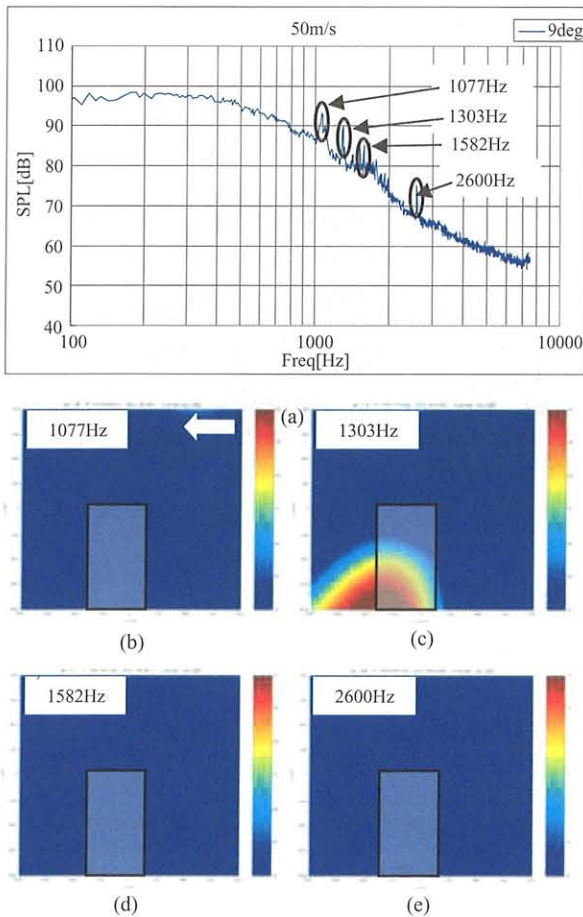 50m/s
9deg
110
100
90
80
70
60
50
40
SPL[dB]
1077Hz
1303Hz
1582Hz
2600Hz
100
1000
10000
Freq[Hz]
(a)
1077Hz
1303Hz
(b)
(c)
1582Hz
2600Hz
(d)
(e)